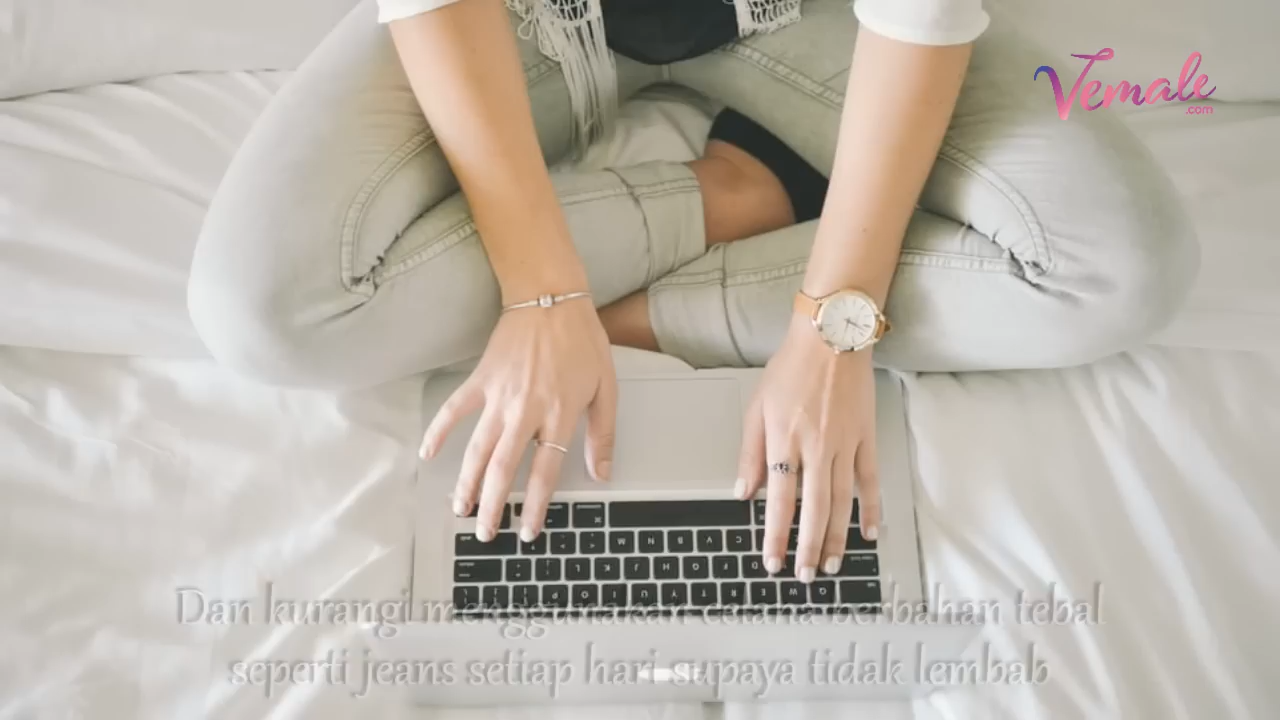 Vemale
.com
Dan kurangi menggunakan celana berbahan tebal
seperti jeans setiap hari supaya tidak lembab